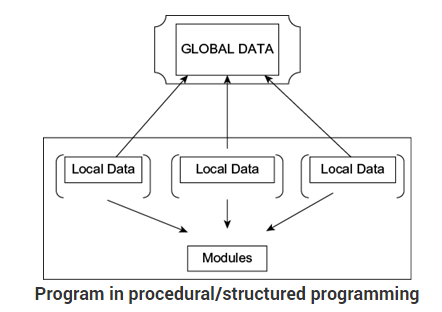 GLOBAL DATA
Local Data Local Data Local Data
Modules
Program in procedural/structured programming